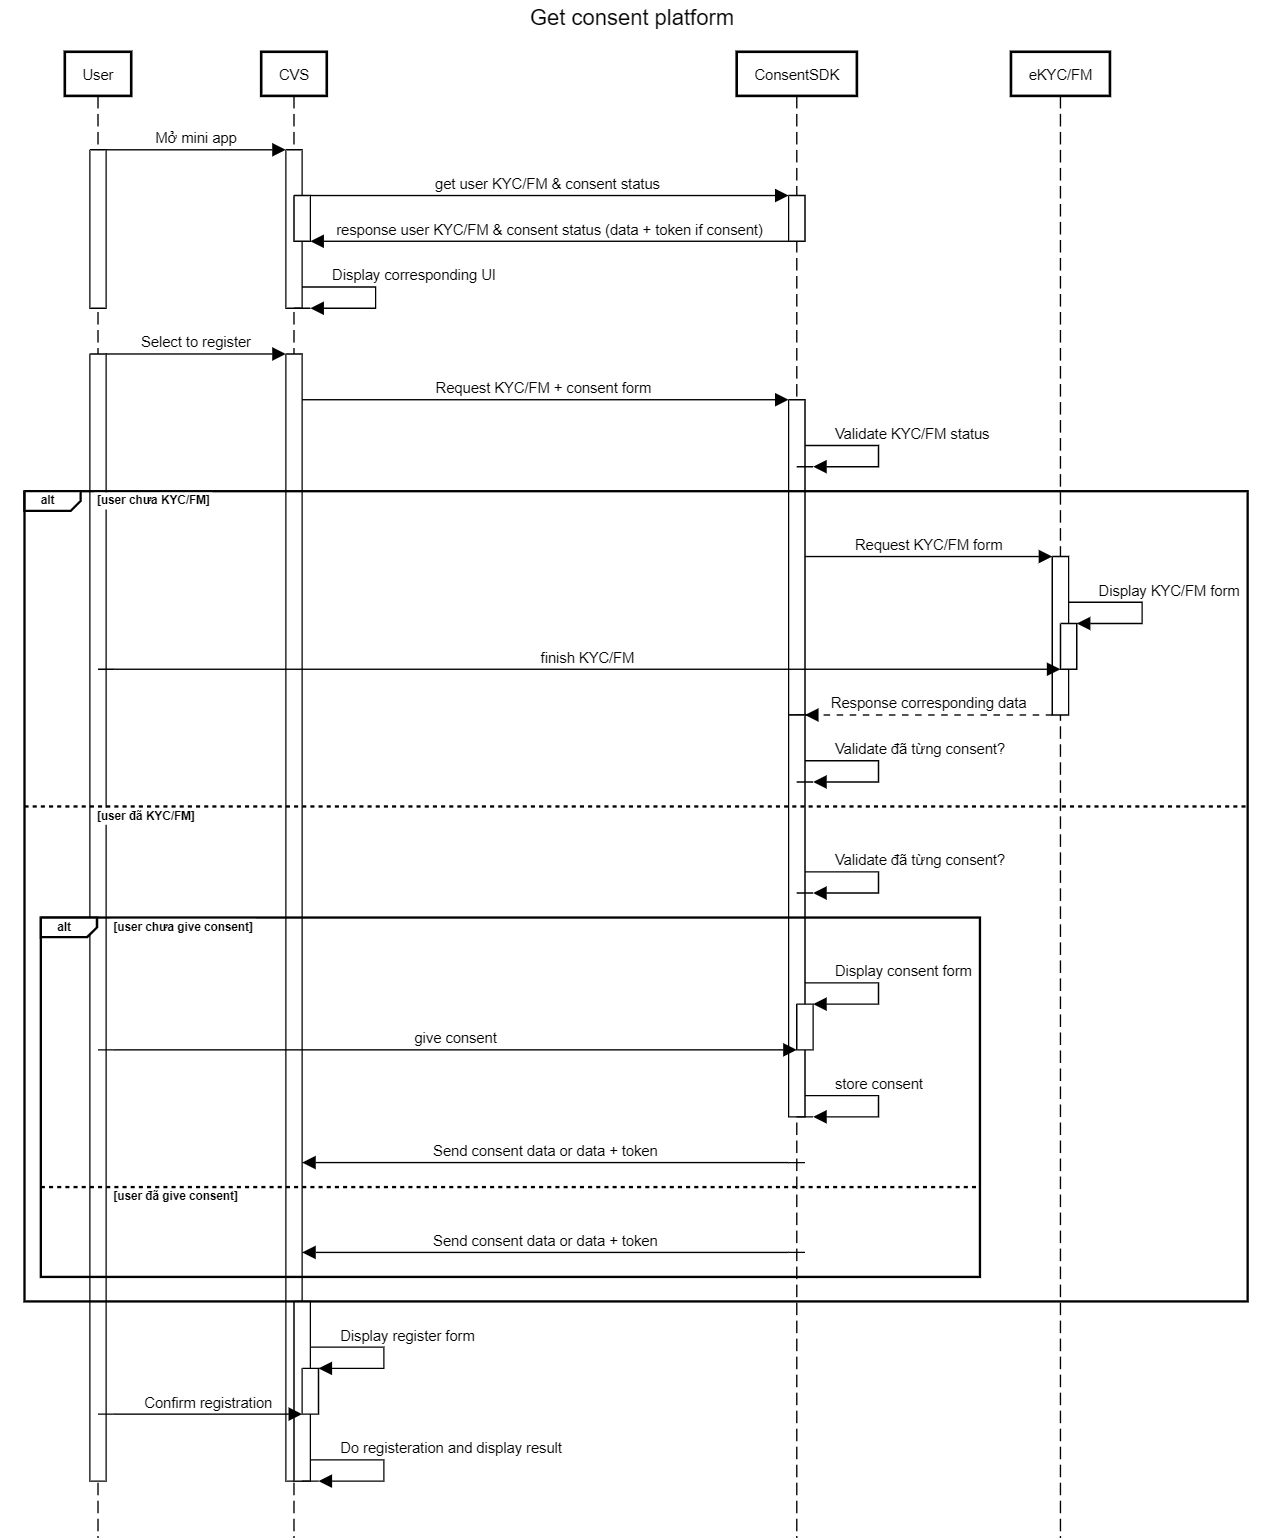 Get consent platform
User
CVS
ConsentSDK
eKYC/FM
Mở mini app
get user KYC/FM & consent status
response user KYC/FM & consent status (data + token if consent)
Display corresponding UI
Select to register
Request KYC/FM + consent form
Validate KYC/FM status
alt
[user chưa KYC/FM]
Request KYC/FM form
Display KYC/FM form
finish KYC/FM
Response corresponding data
Validate đã từng consent?
[user đã KYC/FM]
Validate đã từng consent?
alt
[user chưa give consent]
Display consent form
give consent
store consent
Send consent data or data + token
[user đã give consent]
Send consent data or data + token
Display register form
Confirm registration
Do registeration and display result